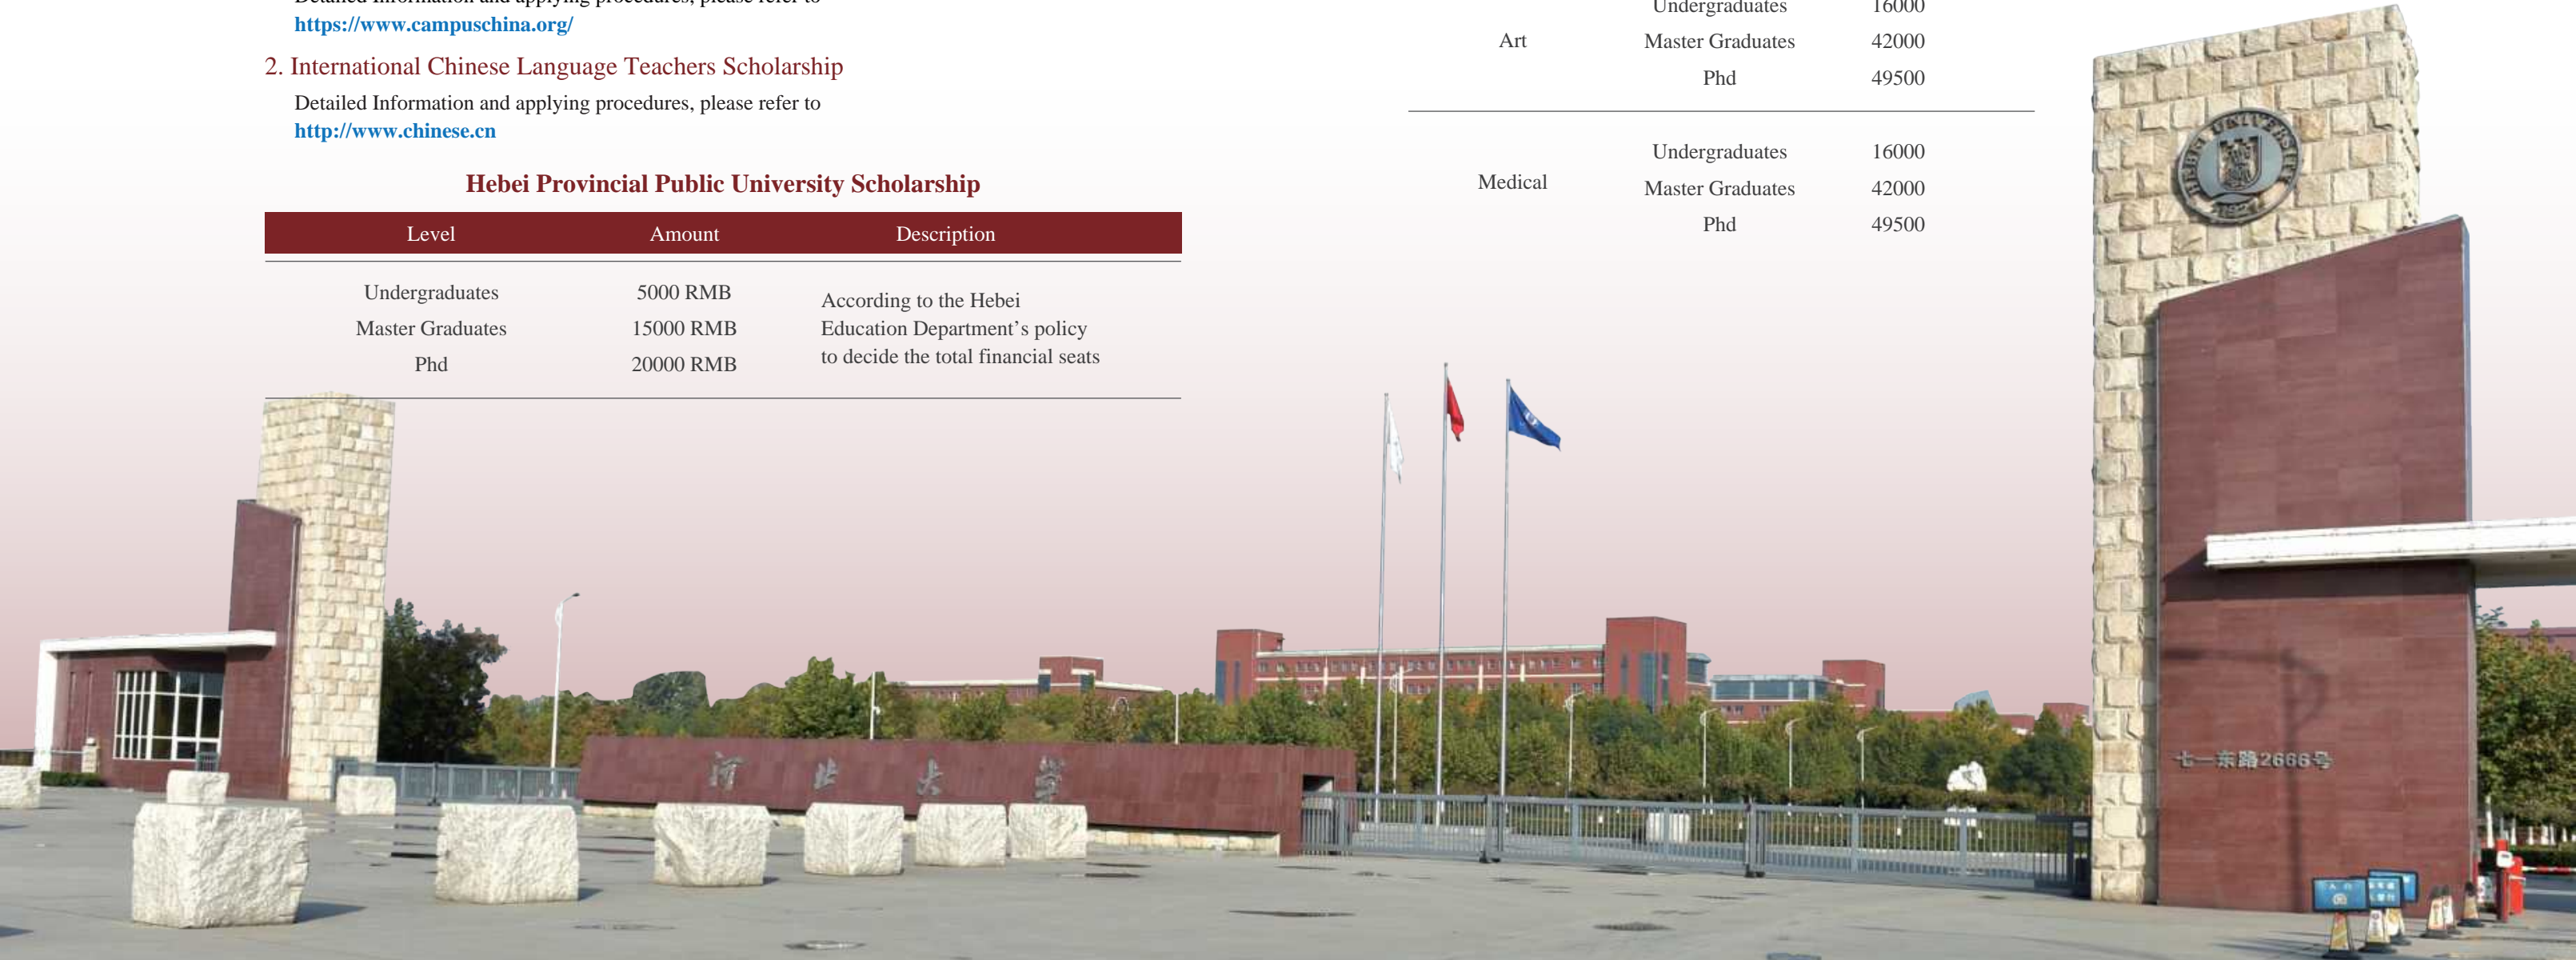 https://www.campuschina.org/
2. International Chinese Language Teachers Scholarship
Detailed Information and applying procedures, please refer to
http://www.chinese.cn
Hebei Provincial Public University Scholarship
Level Amount Description
Undergraduates 5000 RMB
Master Graduates 15000 RMB
Phd 20000 RMB
According to the Hebei
Education Department’s policy
to decide the total financial seats
Undergraduates 16000
Art Master Graduates 42000
Phd 49500
Undergraduates 16000
Medical Master Graduates 42000
Phd 49500
HEBEI UNIVERSITY
1921
河北大学
七一东路2666号